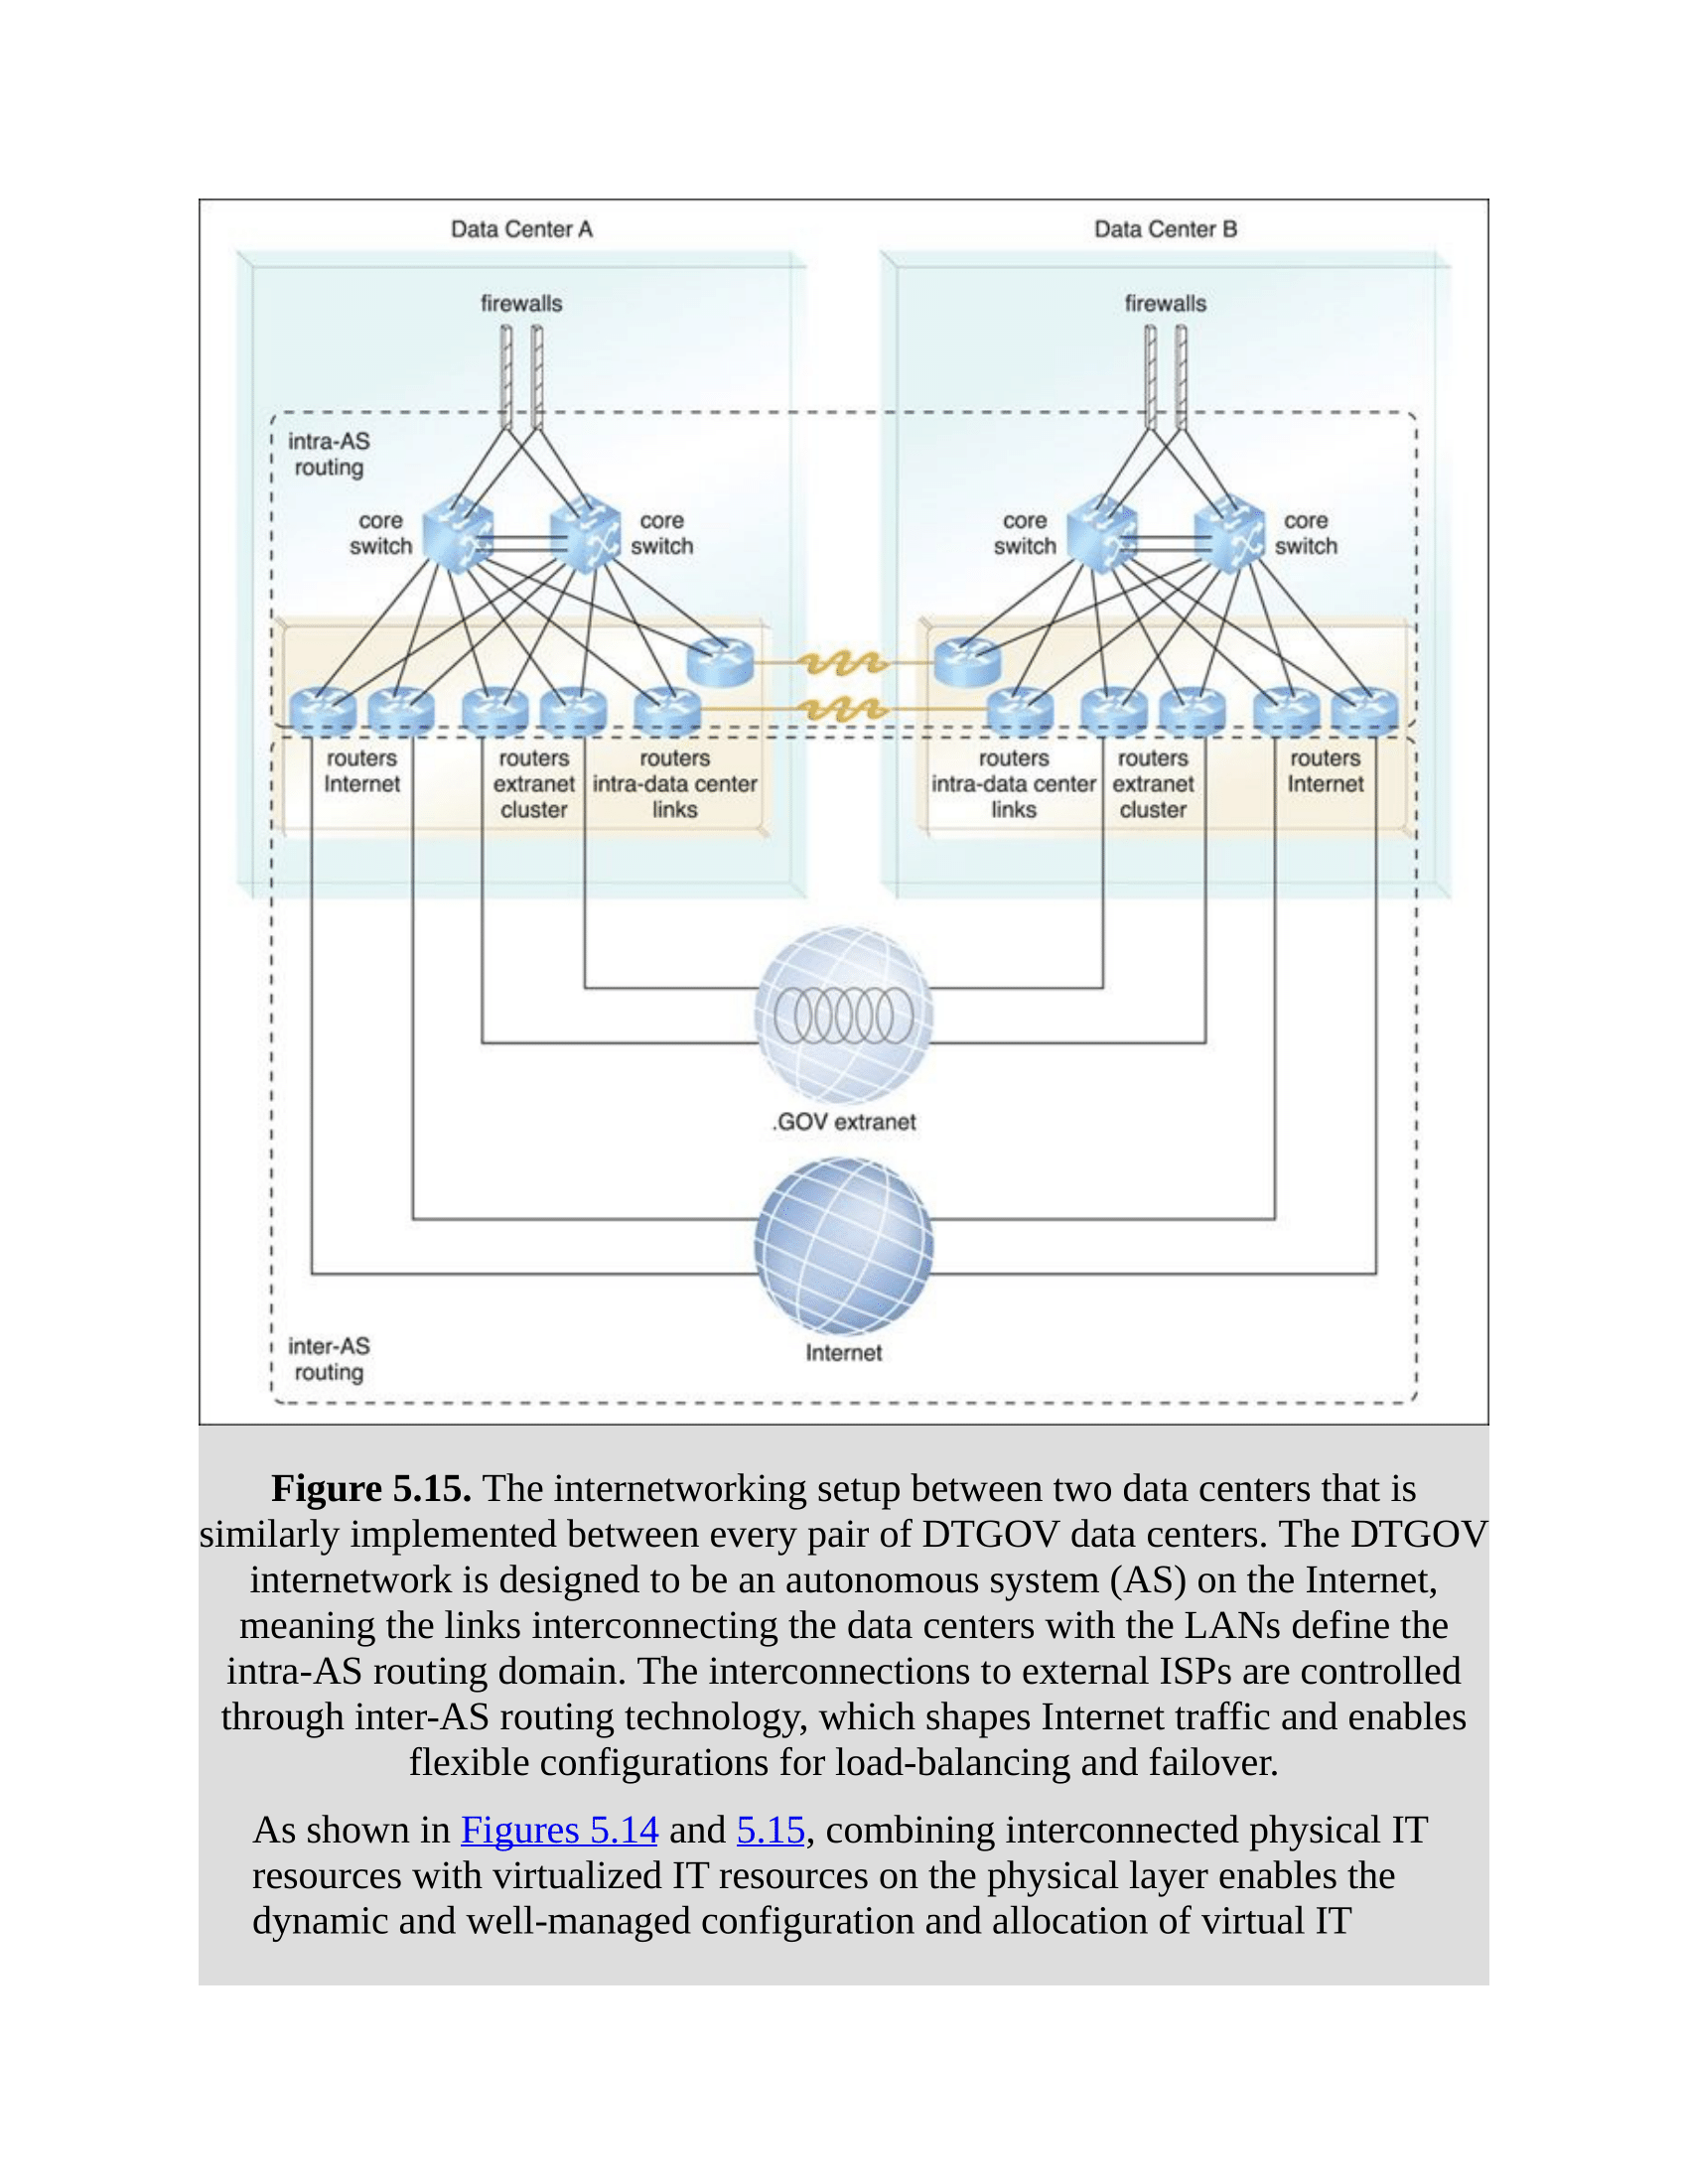 Data Center A
Data Center B
firewalls
firewalls
intra-AS
routing
core
switch
core
switch
core
switch
core
switch
routers
Internet
routers
extranet
cluster
routers
intra-data center
links
routers
intra-data center
links
routers
extranet
cluster
routers
Internet
.GOV extranet
Internet
inter-AS
routing
Figure 5.15. The internetworking setup between two data centers that is
similarly implemented between every pair of DTGOV data centers. The DTGOV
internetwork is designed to be an autonomous system (AS) on the Internet,
meaning the links interconnecting the data centers with the LANs define the
intra-AS routing domain. The interconnections to external ISPs are controlled
through inter-AS routing technology, which shapes Internet traffic and enables
flexible configurations for load-balancing and failover.
As shown in Figures 5.14 and 5.15, combining interconnected physical IT
resources with virtualized IT resources on the physical layer enables the
dynamic and well-managed configuration and allocation of virtual IT